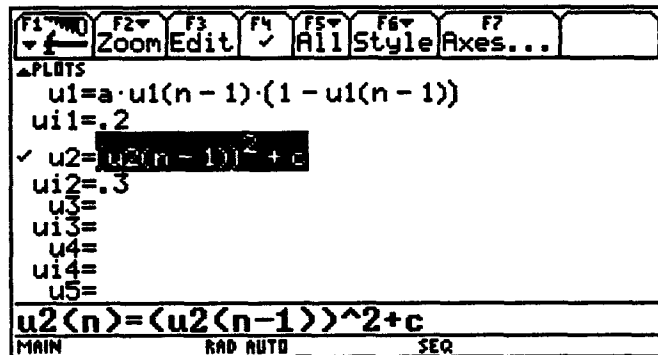 F1 F2 Zoom F3 Edit F4 ✓ F5 All F6 Style F7 Axes...
PLOTS
u1=a·u1(n - 1)·(1 - u1(n - 1))
ui1=.2
✓ u2=(u2(n - 1))² + c
ui2=.3
u3=
ui3=
u4=
ui4=
u5=
u2(n)=(u2(n-1))^2+c
MAIN RAD AUTO SEQ